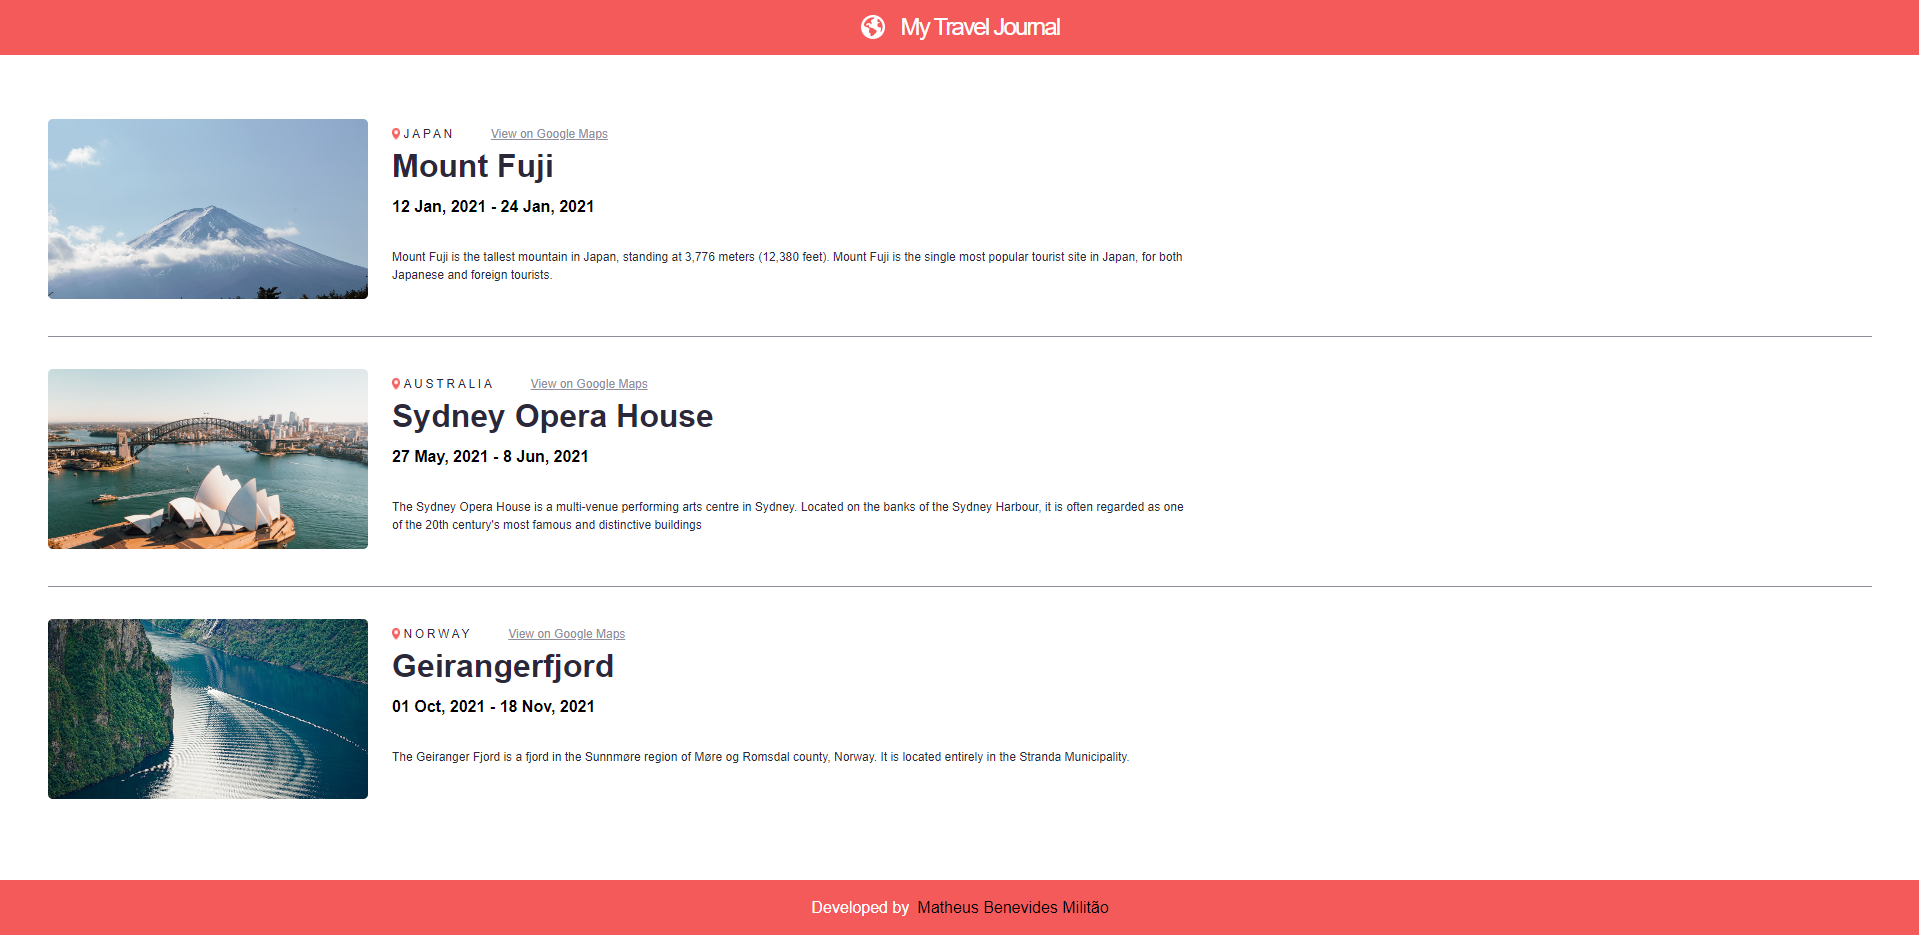 My Travel Journal
JAPAN View on Google Maps
Mount Fuji
12 Jan, 2021 - 24 Jan, 2021
Mount Fuji is the tallest mountain in Japan, standing at 3,776 meters (12,380 feet). Mount Fuji is the single most popular tourist site in Japan, for both
Japanese and foreign tourists.
AUSTRALIA View on Google Maps
Sydney Opera House
27 May, 2021 - 8 Jun, 2021
The Sydney Opera House is a multi-venue performing arts centre in Sydney. Located on the banks of the Sydney Harbour, it is often regarded as one
of the 20th century's most famous and distinctive buildings
NORWAY View on Google Maps
Geirangerfjord
01 Oct, 2021 - 18 Nov, 2021
The Geiranger Fjord is a fjord in the Sunnmøre region of Møre og Romsdal county, Norway. It is located entirely in the Stranda Municipality.
Developed by Matheus Benevides Militão